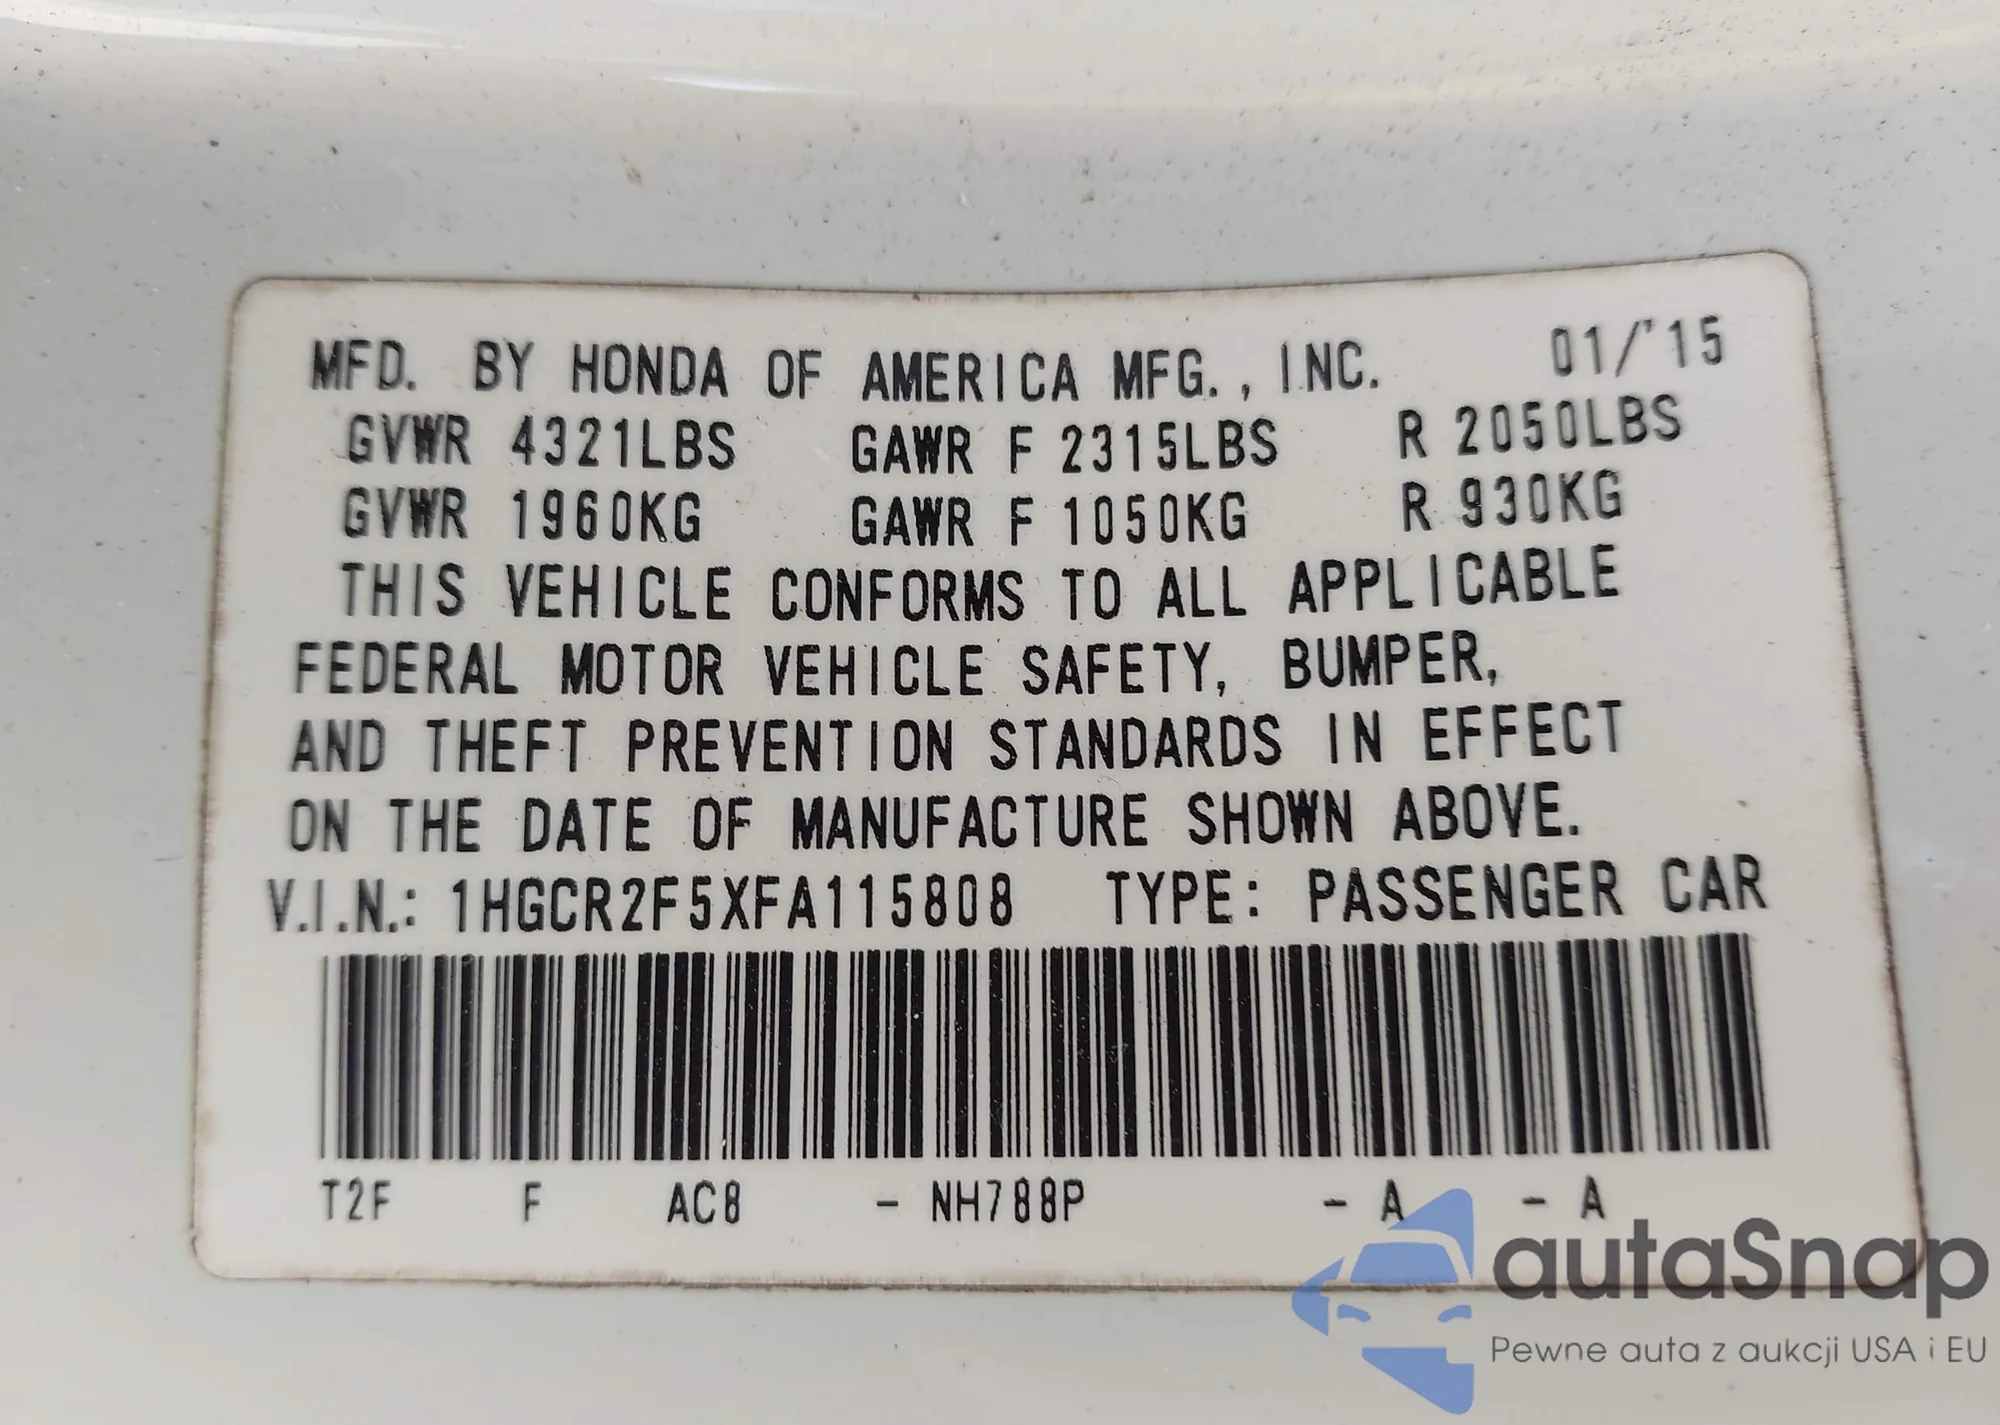 MFD. BY HONDA OF AMERICA MFG., INC. 01/'15
GVWR 4321LBS GAWR F 2315LBS R 2050LBS
GVWR 1960KG GAWR F 1050KG R 930KG
THIS VEHICLE CONFORMS TO ALL APPLICABLE
FEDERAL MOTOR VEHICLE SAFETY, BUMPER,
AND THEFT PREVENTION STANDARDS IN EFFECT
ON THE DATE OF MANUFACTURE SHOWN ABOVE.
V.I.N.: 1HGCR2F5XFA115808 TYPE: PASSENGER CAR
T2F F AC8 - NH788P - A - A
autaSnap
Pewne auta z aukcji USA i EU